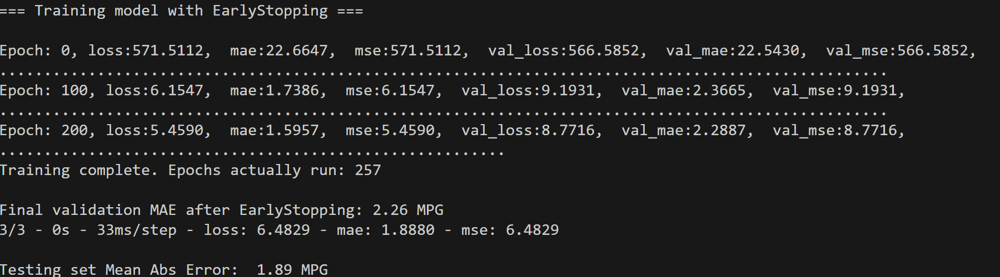 === Training model with EarlyStopping ===
Epoch: 0, loss:571.5112,  mae:22.6647,  mse:571.5112,  val_loss:566.5852,  val_mae:22.5430,  val_mse:566.5852,
....................................................................................................
Epoch: 100, loss:6.1547,  mae:1.7386,  mse:6.1547,  val_loss:9.1931,  val_mae:2.3665,  val_mse:9.1931,
....................................................................................................
Epoch: 200, loss:5.4590,  mae:1.5957,  mse:5.4590,  val_loss:8.7716,  val_mae:2.2887,  val_mse:8.7716,
.........................................................
Training complete. Epochs actually run: 257
Final validation MAE after EarlyStopping: 2.26 MPG
3/3 - 0s - 33ms/step - loss: 6.4829 - mae: 1.8880 - mse: 6.4829
Testing set Mean Abs Error:  1.89 MPG